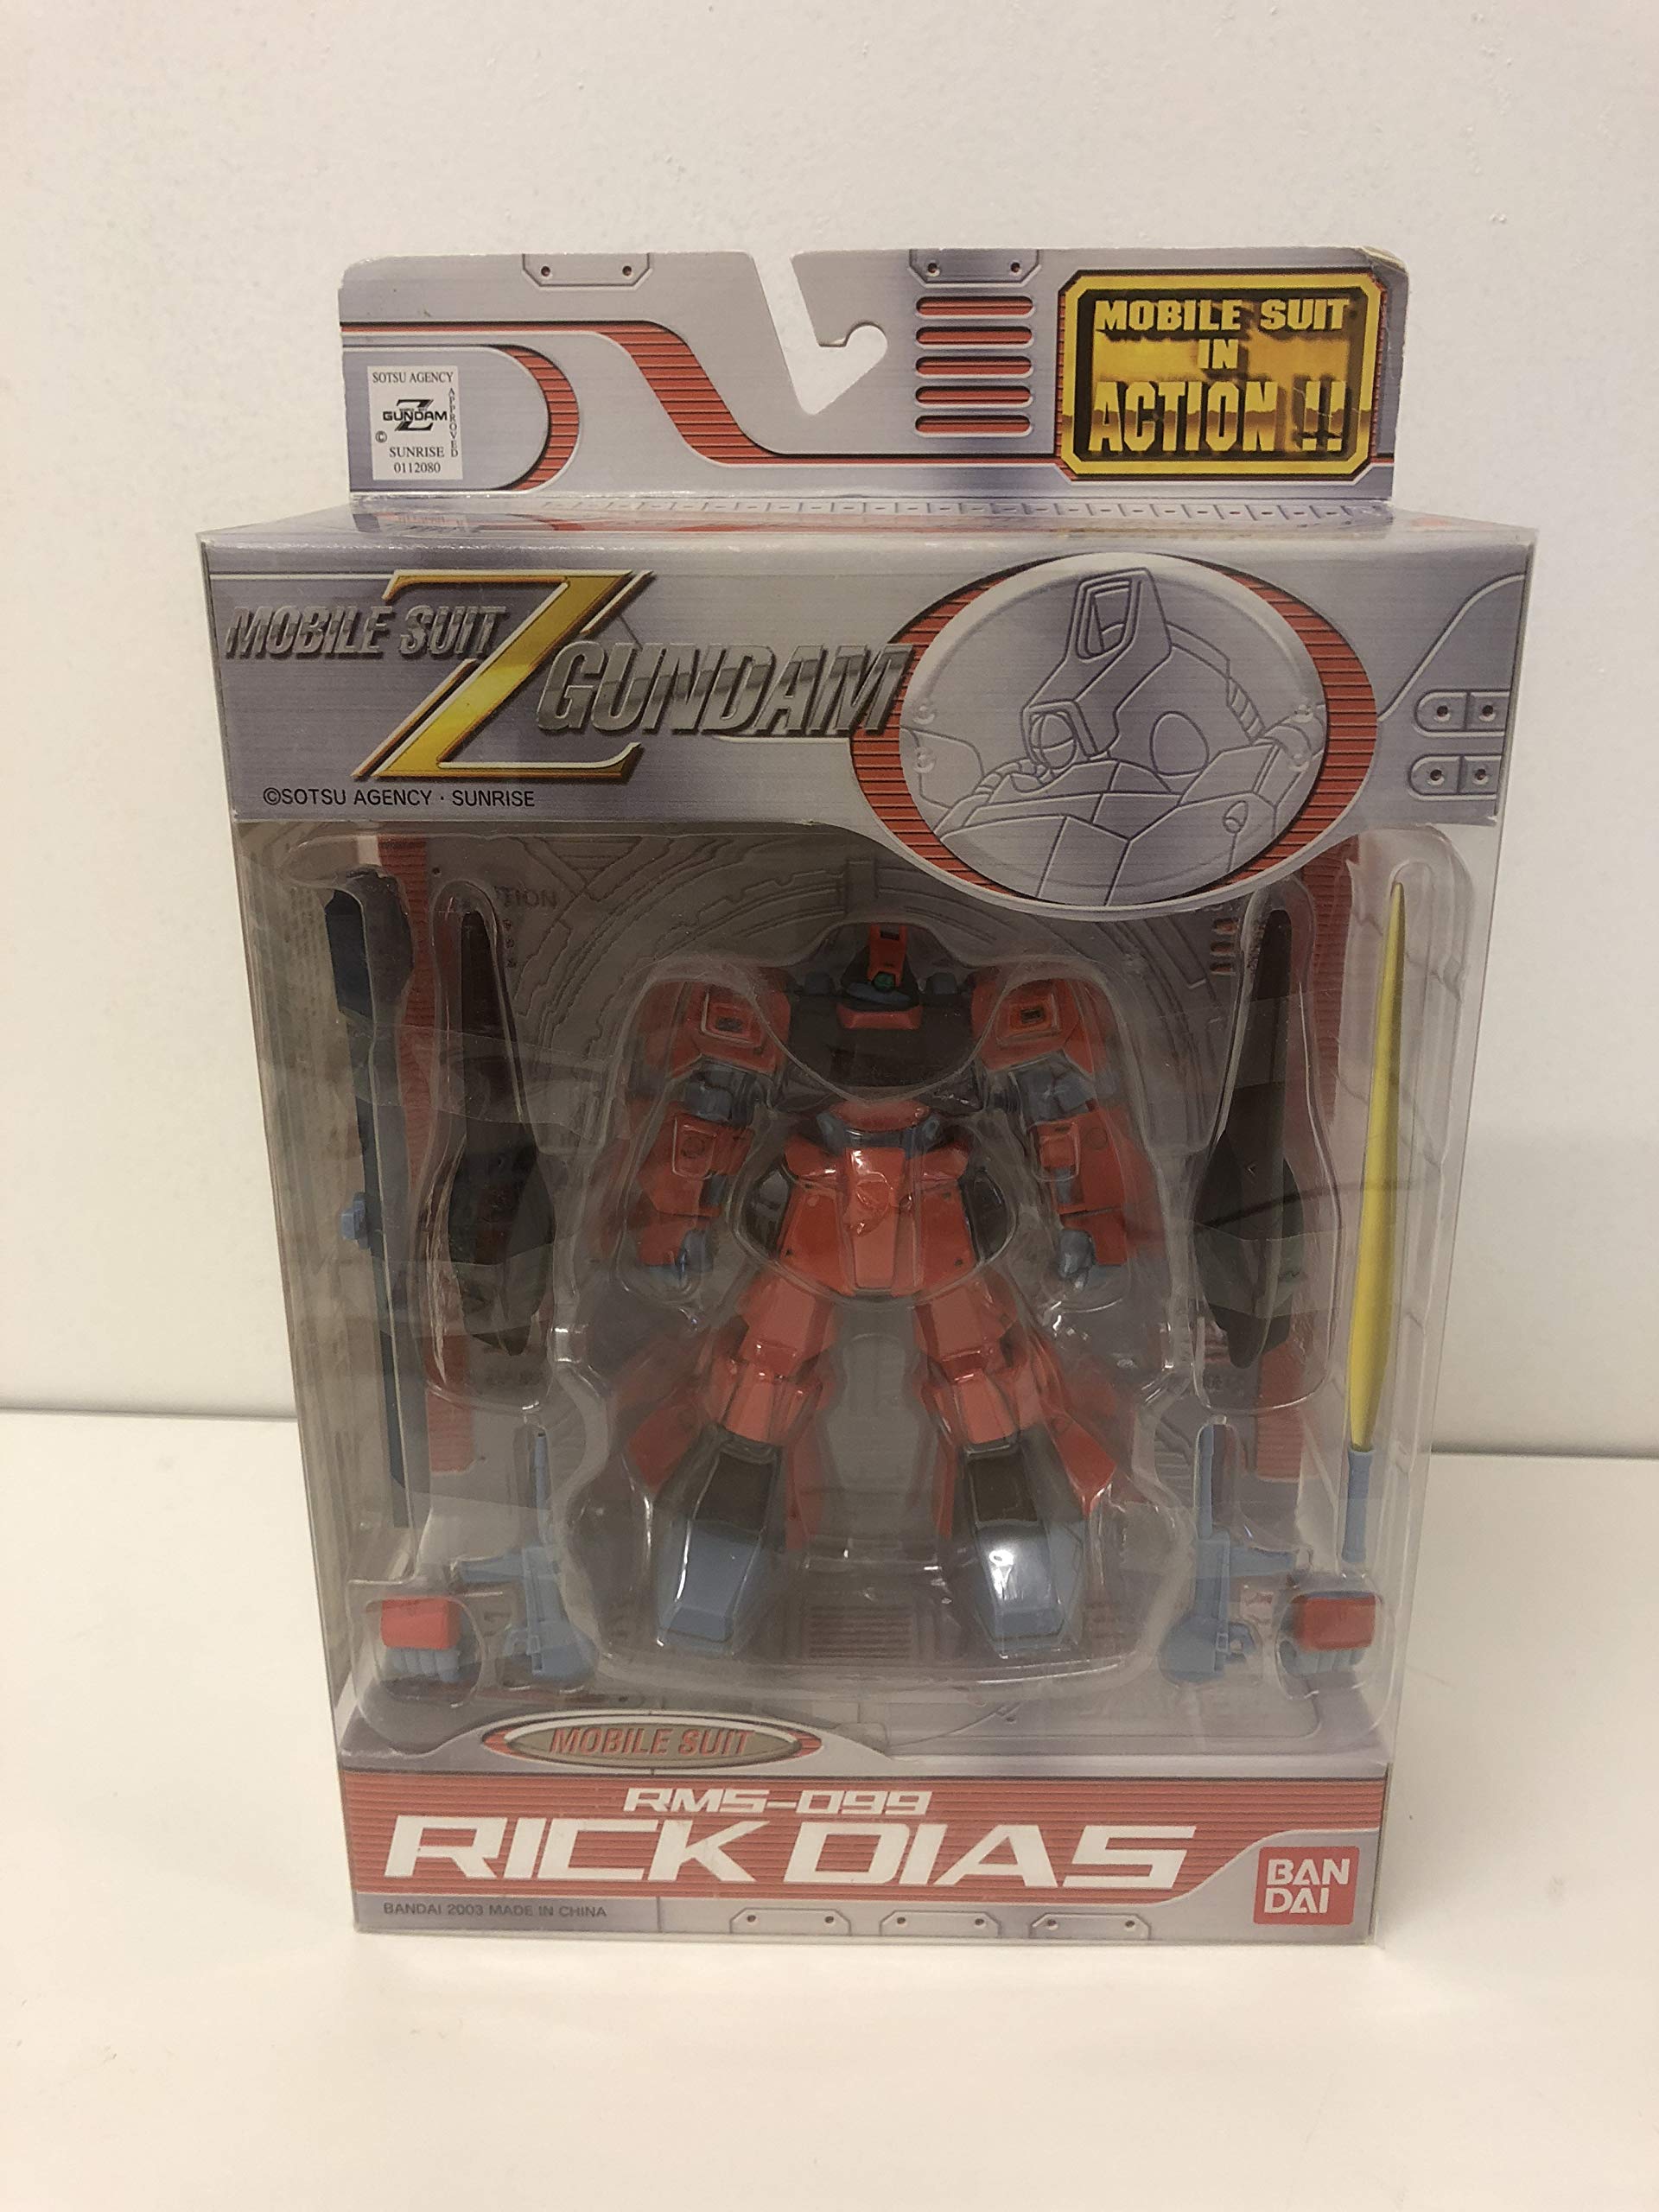 MOBILE SUIT
IN
ACTION !!
SOTSU AGENCY
APPROVED
Z
GUNDAM
©
SUNRISE
0112080
MOBILE SUIT
Z
GUNDAM
©SOTSU AGENCY · SUNRISE
MOBILE SUIT
RMS-099
RICK DIAS
BAN
DAI
BANDAI 2003 MADE IN CHINA